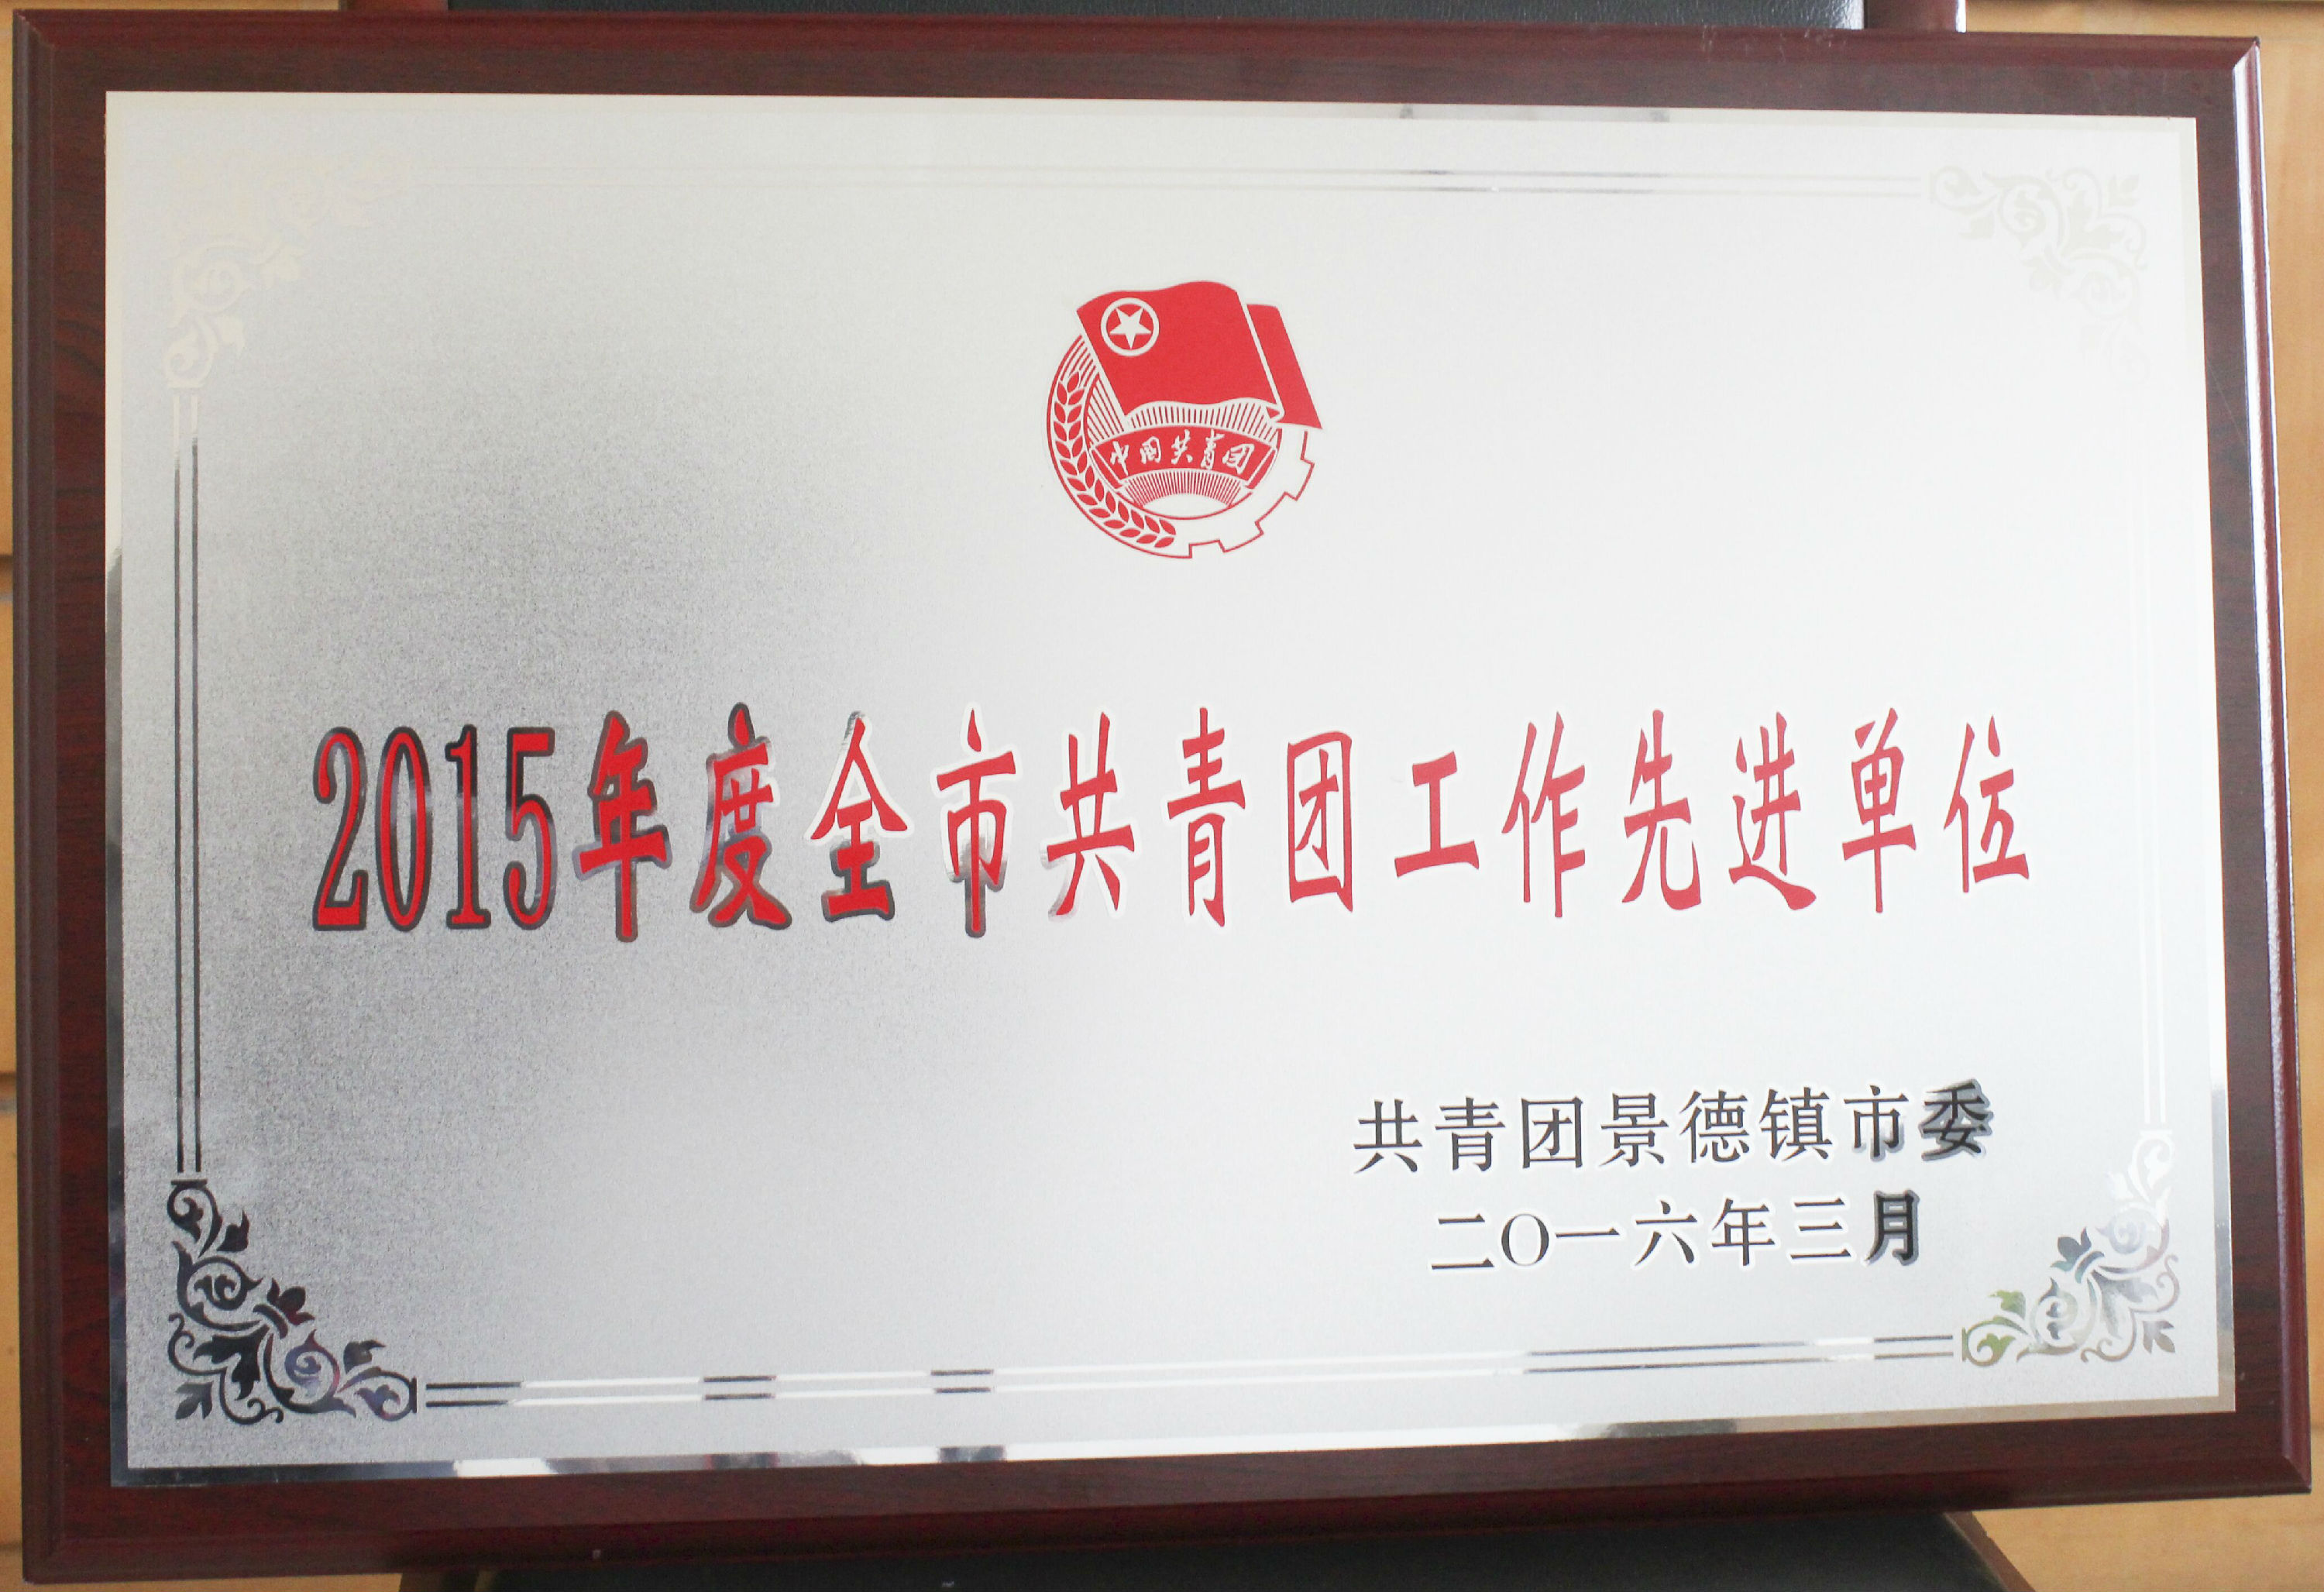 中国共青团
2015年度全市共青团工作先进单位
共青团景德镇市委
二〇一六年三月